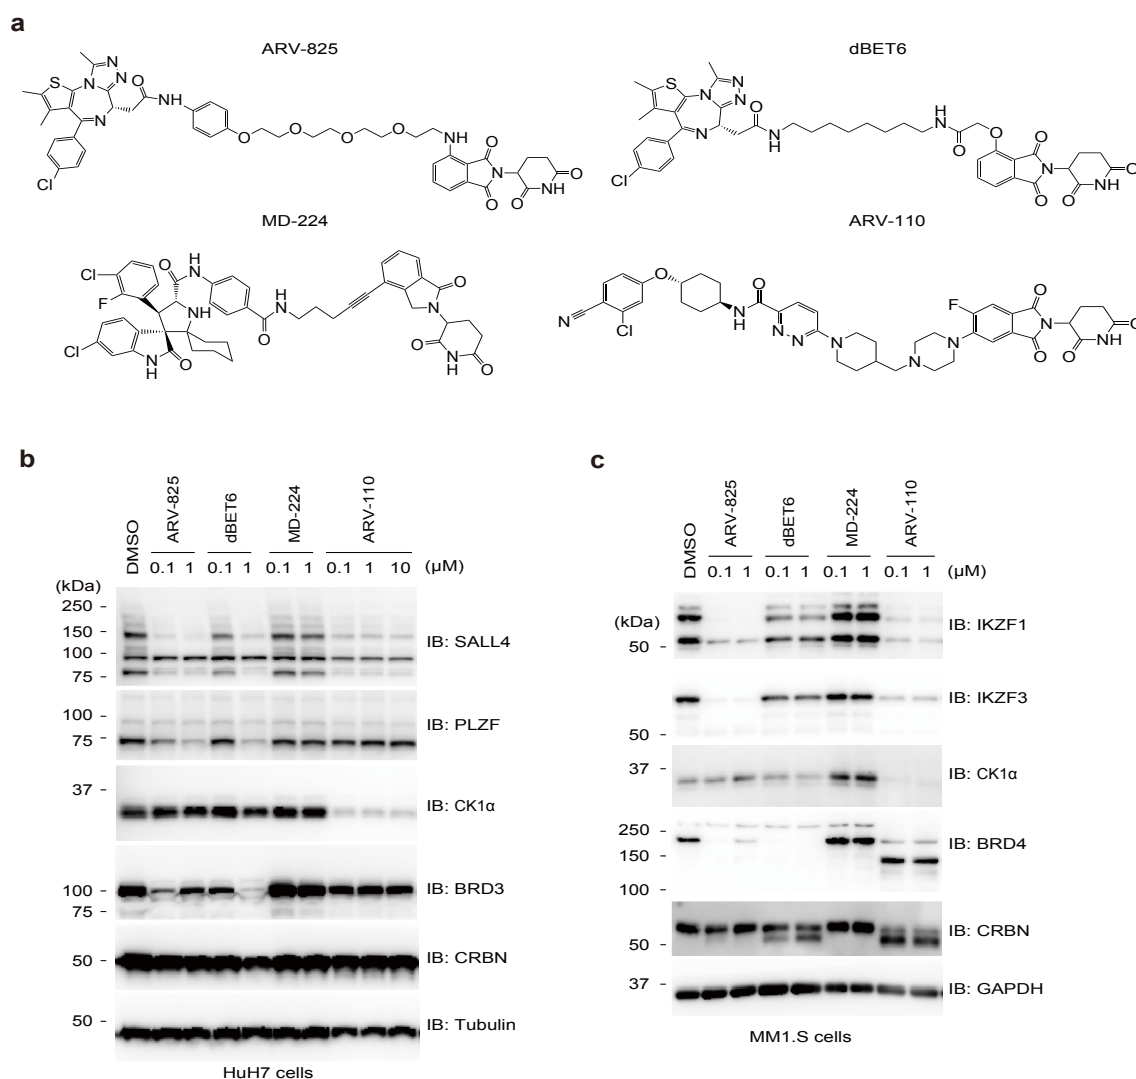 a
ARV-825
dBET6
MD-224
ARV-110
b
DMSO
ARV-825
dBET6
MD-224
ARV-110
0.1 1 0.1 1 0.1 1 0.1 1 10 (μM)
(kDa)
250
150
100
75
IB: SALL4
100
75
IB: PLZF
37
IB: CK1α
100
75
IB: BRD3
50
IB: CRBN
50
IB: Tubulin
HuH7 cells
c
DMSO
ARV-825
dBET6
MD-224
ARV-110
0.1 1 0.1 1 0.1 1 0.1 1 (μM)
(kDa)
50
IB: IKZF1
50
IB: IKZF3
37
IB: CK1α
250
150
100
IB: BRD4
50
IB: CRBN
37
IB: GAPDH
MM1.S cells